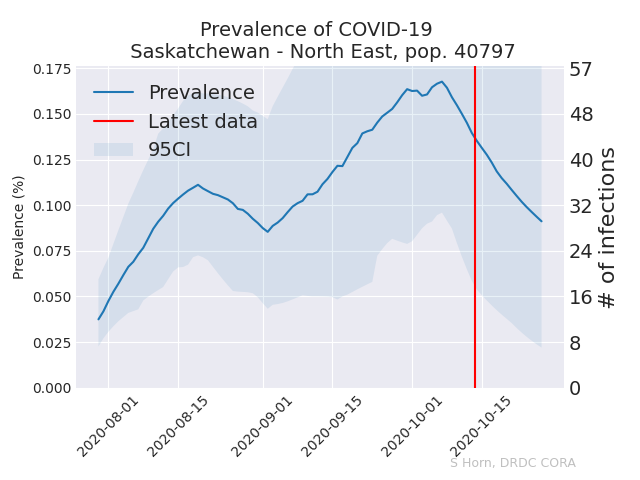 Prevalence of COVID-19
Saskatchewan - North East, pop. 40797
Prevalence
Latest data
95CI
Prevalence (%)
0.175
0.150
0.125
0.100
0.075
0.050
0.025
0.000
57
48
40
32
24
16
8
0
# of infections
2020-08-01
2020-08-15
2020-09-01
2020-09-15
2020-10-01
2020-10-15
S Horn, DRDC CORA